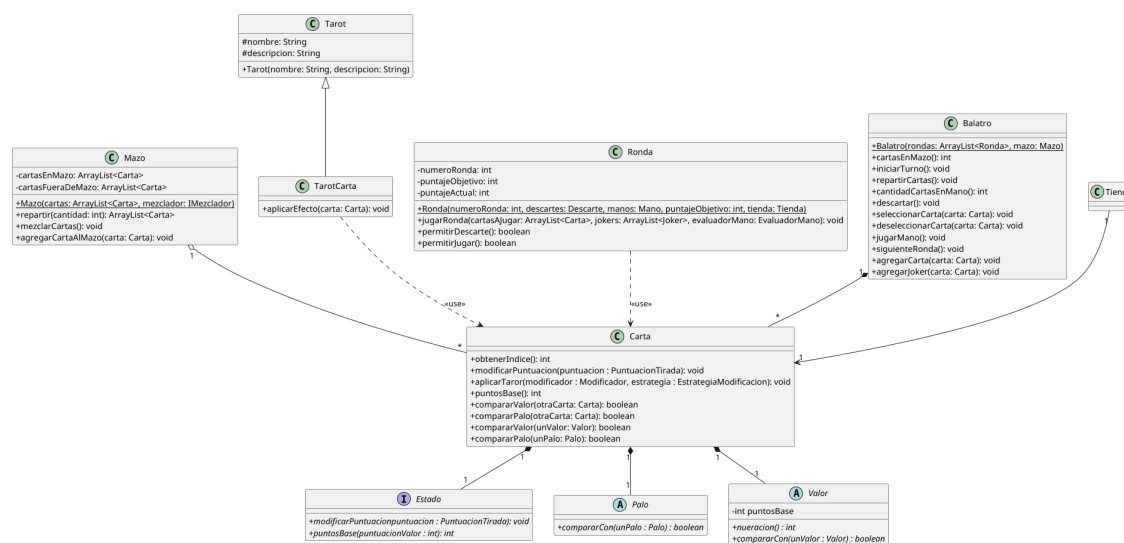 C Tarot
#nombre: String
#descripcion: String
+Tarot(nombre: String, descripcion: String)
C Mazo
-cartasEnMazo: ArrayList<Carta>
-cartasFueraDeMazo: ArrayList<Carta>
+Mazo(cartas: ArrayList<Carta>, mezclador: IMezclador)
+repartir(cantidad: int): ArrayList<Carta>
+mezclarCartas(): void
+agregarCartaAlMazo(carta: Carta): void
C TarotCarta
+aplicarEfecto(carta: Carta): void
C Ronda
-numeroRonda: int
-puntajeObjetivo: int
-puntajeActual: int
+Ronda(numeroRonda: int, descartes: Descarte, manos: Mano, puntajeObjetivo: int, tienda: Tienda)
+jugarRonda(cartasAJugar: ArrayList<Carta>, jokers: ArrayList<Joker>, evaluadorMano: EvaluadorMano): void
+permitirDescarte(): boolean
+permitirJugar(): boolean
C Balatro
+Balatro(rondas: ArrayList<Ronda>, mazo: Mazo)
+cartasEnMazo(): int
+iniciarTurno(): void
+repartirCartas(): void
+cantidadCartasEnMano(): int
+descartar(): void
+seleccionarCarta(carta: Carta): void
+deseleccionarCarta(carta: Carta): void
+jugarMano(): void
+siguienteRonda(): void
+agregarCarta(carta: Carta): void
+agregarJoker(carta: Carta): void
C Tiend
1
1
1
«use»
«use»
*
*
1
C Carta
+obtenerIndice(): int
+modificarPuntuacion(puntuacion : PuntuacionTirada): void
+aplicarTaror(modificador : Modificador, estrategia : EstrategiaModificacion): void
+puntosBase(): int
+compararValor(otraCarta: Carta): boolean
+compararPalo(otraCarta: Carta): boolean
+compararValor(unValor: Valor): boolean
+compararPalo(unPalo: Palo): boolean
1
1
1
1
1
1
I Estado
+modificarPuntuacionpuntuacion : PuntuacionTirada): void
+puntosBase(puntuacionValor : int): int
A Palo
+compararCon(unPalo : Palo) : boolean
A Valor
-int puntosBase
+nueracion() : int
+compararCon(unValor : Valor) : boolean